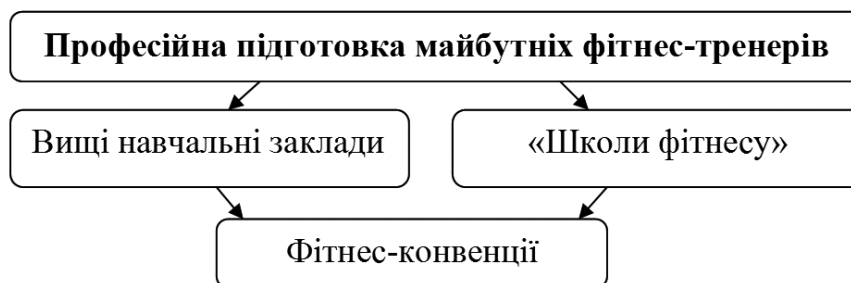 Професійна підготовка майбутніх фітнес-тренерів
Вищі навчальні заклади
«Школи фітнесу»
Фітнес-конвенції